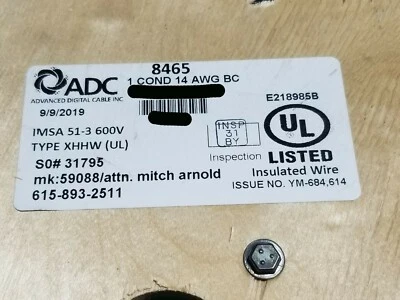 ADC
ADVANCED DIGITAL CABLE INC
8465
1 COND 14 AWG BC
9/9/2019
E218985B
IMSA 51-3 600V
TYPE XHHW (UL)
INSP
31
BY
Inspection
UL
LISTED
Insulated Wire
ISSUE NO. YM-684,614
SO# 31795
mk:59088/attn. mitch arnold
615-893-2511